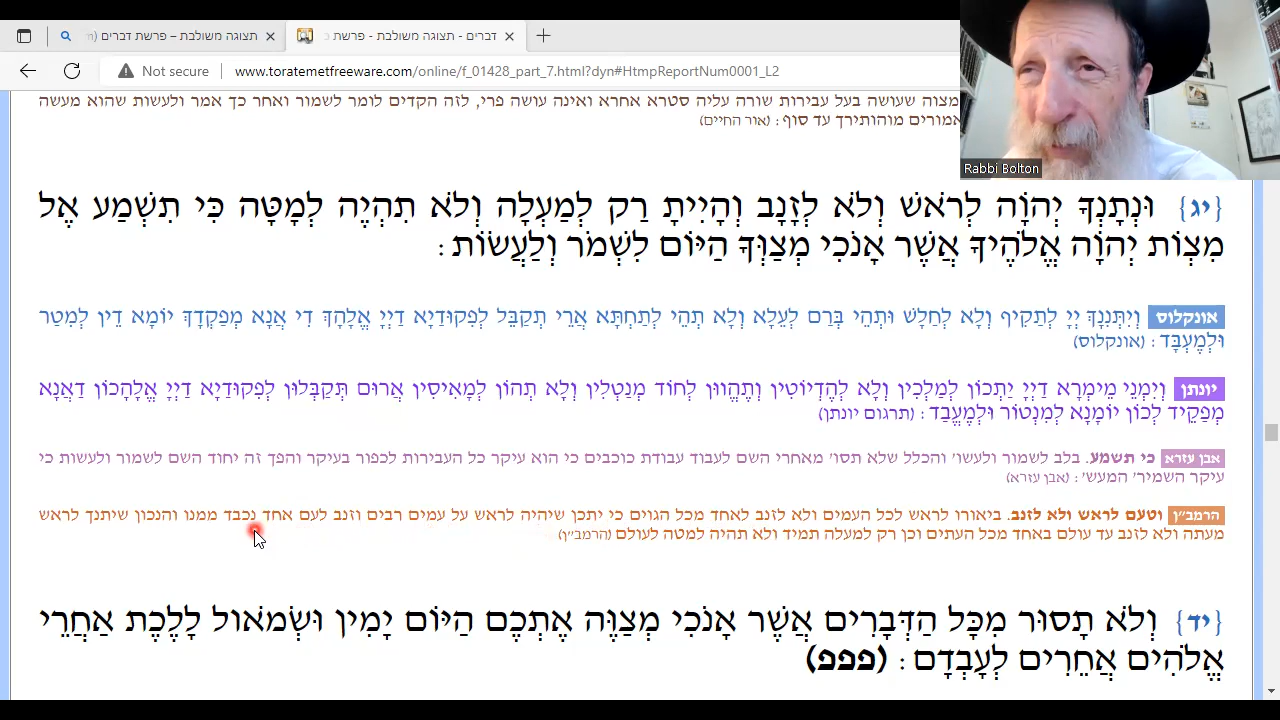 תצוגה משולבת – פרשת דברים
דברים - תצוגה משולבת - פרשת כ
Not secure www.toratemetfreeware.com/online/f_01428_part_7.html?dyn#HtmpReportNum0001_L2
מצוה שעושה בעל עבירות שורה עליה סטרא אחרא ואינה עושה פרי, לזה הקדים לומר לשמור ואחר כך אמר ולעשות שהוא מעשה
אמורים מוהותירך עד סוף : (אור החיים)
Rabbi Bolton
{יג} וּנְתָנְךָ יְהוָֹה לְרֹאשׁ וְלֹא לְזָנָב וְהָיִיתָ רַק לְמַעְלָה וְלֹא תִהְיֶה לְמָטָּה כִּי תִשְׁמַע אֶל
מִצְוֹת יְהוָֹה אֱלֹהֶיךָ אֲשֶׁר אָנֹכִי מְצַוְּךָ הַיּוֹם לִשְׁמֹר וְלַעֲשׂוֹת :
אונקלוס וְיִתְּנִנָּךְ יְיָ לְתַקִּיף וְלָא לְחַלָּשׁ וּתְהֵי בְּרַם לְעֵלָּא וְלָא תְהֵי לְתַחְתָּא אֲרֵי תְקַבֵּל לְפִקּוּדַיָּא דַיְיָ אֱלָהָךְ דִי אֲנָא מְפַקְּדָךְ יוֹמָא דֵין לְמִטַּר
וּלְמֶעְבָּד : (אונקלוס)
יונתן וְיִמְנֵי מֵימְרָא דַיְיָ יַתְכוֹן לְמַלְכִין וְלָא לְהֶדְיוֹטִין וּתֶהֱווּן לְחוֹד מְנַטְלִין וְלָא תְהוֹן לְמָאִיסִין אֲרוּם תְּקַבְּלוּן לְפִקּוּדַיָא דַיְיָ אֱלָהָכוֹן דַאֲנָא
מְפַקֵיד לְכוֹן יוֹמָנָא לְמִנְטוֹר וּלְמֶעֱבַד : (תרגום יונתן)
אבן עזרא כי תשמע. בלב לשמור ולעשו' והכלל שלא תסו' מאחרי השם לעבוד עבודת כוכבים כי הוא עיקר כל העבירות לכפור בעיקר והפך זה יחוד השם לשמור ולעשות כי
עיקר השמיר' המעש' : (אבן עזרא)
הרמב"ן וטעם לראש ולא לזנב. ביאורו לראש לכל העמים ולא לזנב לאחד מכל הגוים כי יתכן שיהיה לראש על עמים רבים וזנב לעם אחד נכבד ממנו והנכון שיתנך לראש
מעתה ולא לזנב עד עולם באחד מכל העתים וכן רק למעלה תמיד ולא תהיה למטה לעולם (הרמב"ן)
{יד} וְלֹא תָסוּר מִכָּל הַדְּבָרִים אֲשֶׁר אָנֹכִי מְצַוֶּה אֶתְכֶם הַיּוֹם יָמִין וּשְׂמֹאול לָלֶכֶת אַחֲרֵי
אֱלֹהִים אֲחֵרִים לְעָבְדָם : (פפפ)